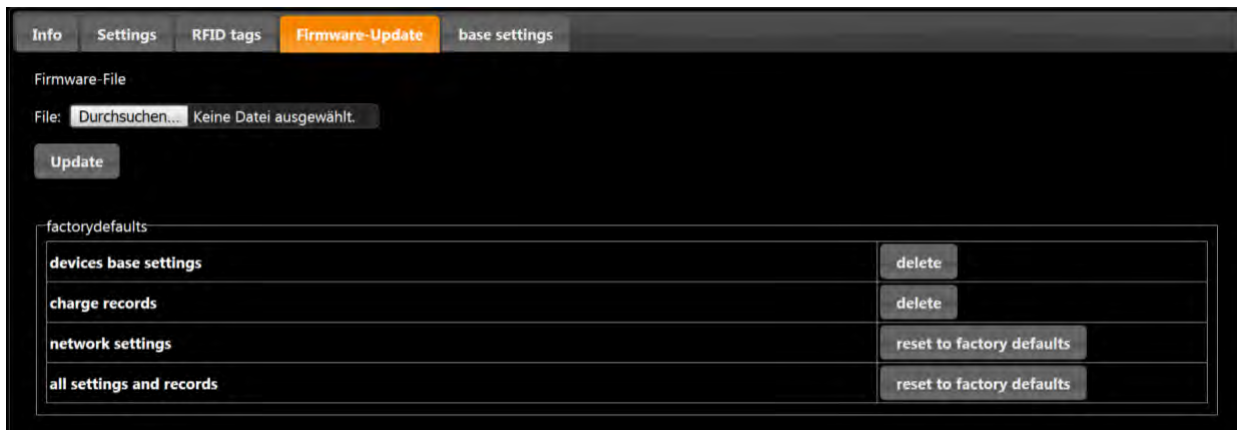 Info Settings RFID tags Firmware-Update base settings
Firmware-File
File: Durchsuchen... Keine Datei ausgewählt.
Update
factorydefaults
devices base settings delete
charge records delete
network settings reset to factory defaults
all settings and records reset to factory defaults